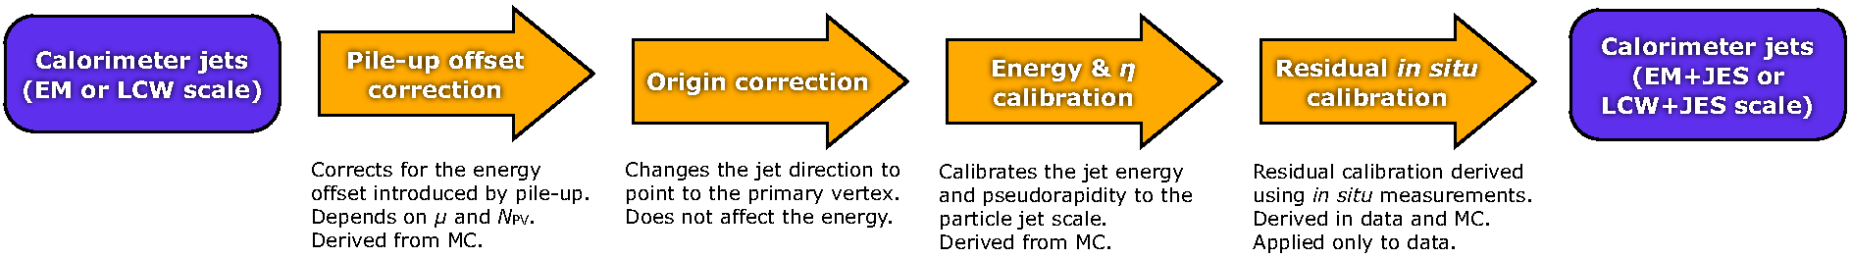 Calorimeter jets
(EM or LCW scale)
Pile-up offset
correction
Corrects for the energy
offset introduced by pile-up.
Depends on µ and NPV.
Derived from MC.
Origin correction
Changes the jet direction to
point to the primary vertex.
Does not affect the energy.
Energy & η
calibration
Calibrates the jet energy
and pseudorapidity to the
particle jet scale.
Derived from MC.
Residual in situ
calibration
Residual calibration derived
using in situ measurements.
Derived in data and MC.
Applied only to data.
Calorimeter jets
(EM+JES or
LCW+JES scale)